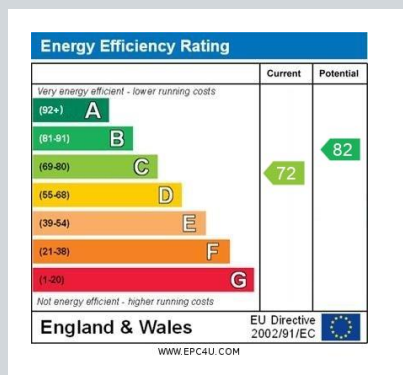 Energy Efficiency Rating
Current Potential
Very energy efficient - lower running costs
(92+) A
(81-91) B
(69-80) C
(55-68) D
(39-54) E
(21-38) F
(1-20) G
72
82
Not energy efficient - higher running costs
England & Wales
EU Directive
2002/91/EC
WWW.EPC4U.COM